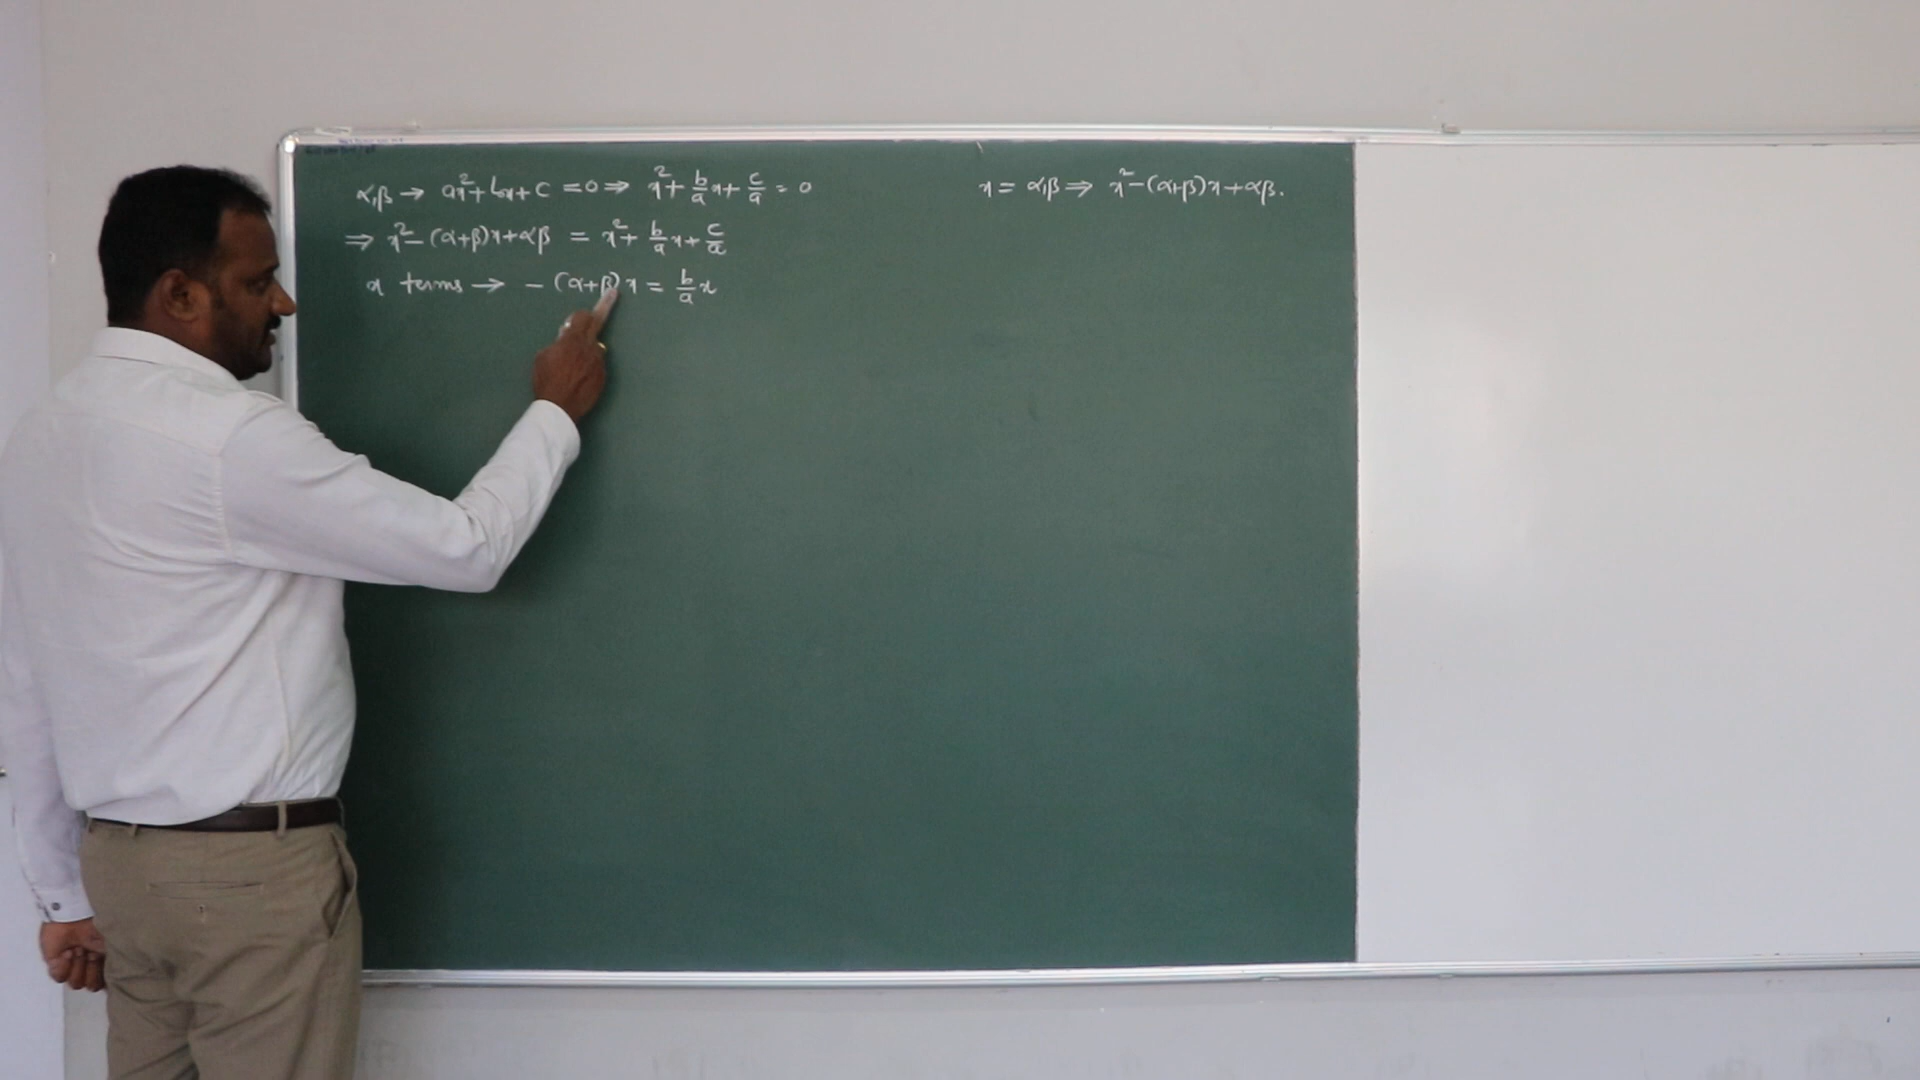 α,β → ax²+bx+c = 0 ⇒ x²+ b/a x+ c/a = 0
x = α,β ⇒ x²-(α+β)x+αβ.
⇒ x²-(α+β)x+αβ = x²+ b/a x+ c/a
x terms → -(α+β)x = b/a x